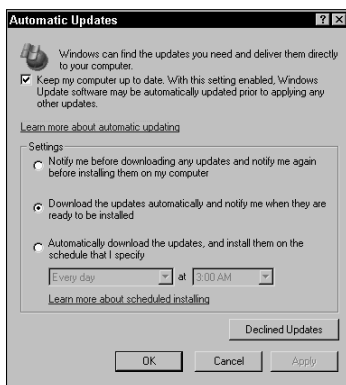 Automatic Updates
Windows can find the updates you need and deliver them directly
to your computer.
Keep my computer up to date. With this setting enabled, Windows
Update software may be automatically updated prior to applying any
other updates.
Learn more about automatic updating
Settings
Notify me before downloading any updates and notify me again
before installing them on my computer
Download the updates automatically and notify me when they are
ready to be installed
Automatically download the updates, and install them on the
schedule that I specify
Every day at 3:00 AM
Learn more about scheduled installing
Declined Updates
OK Cancel Apply